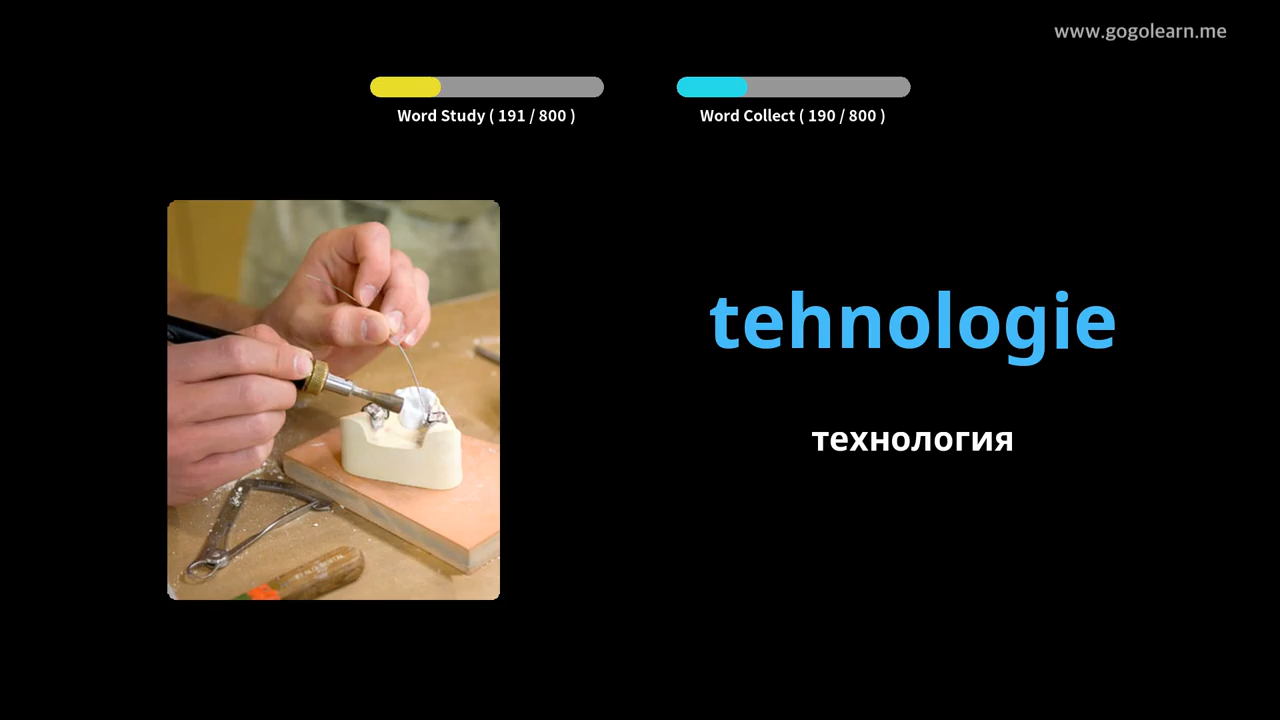 www.gogolearn.me
Word Study ( 191 / 800 )
Word Collect ( 190 / 800 )
tehnologie
технология